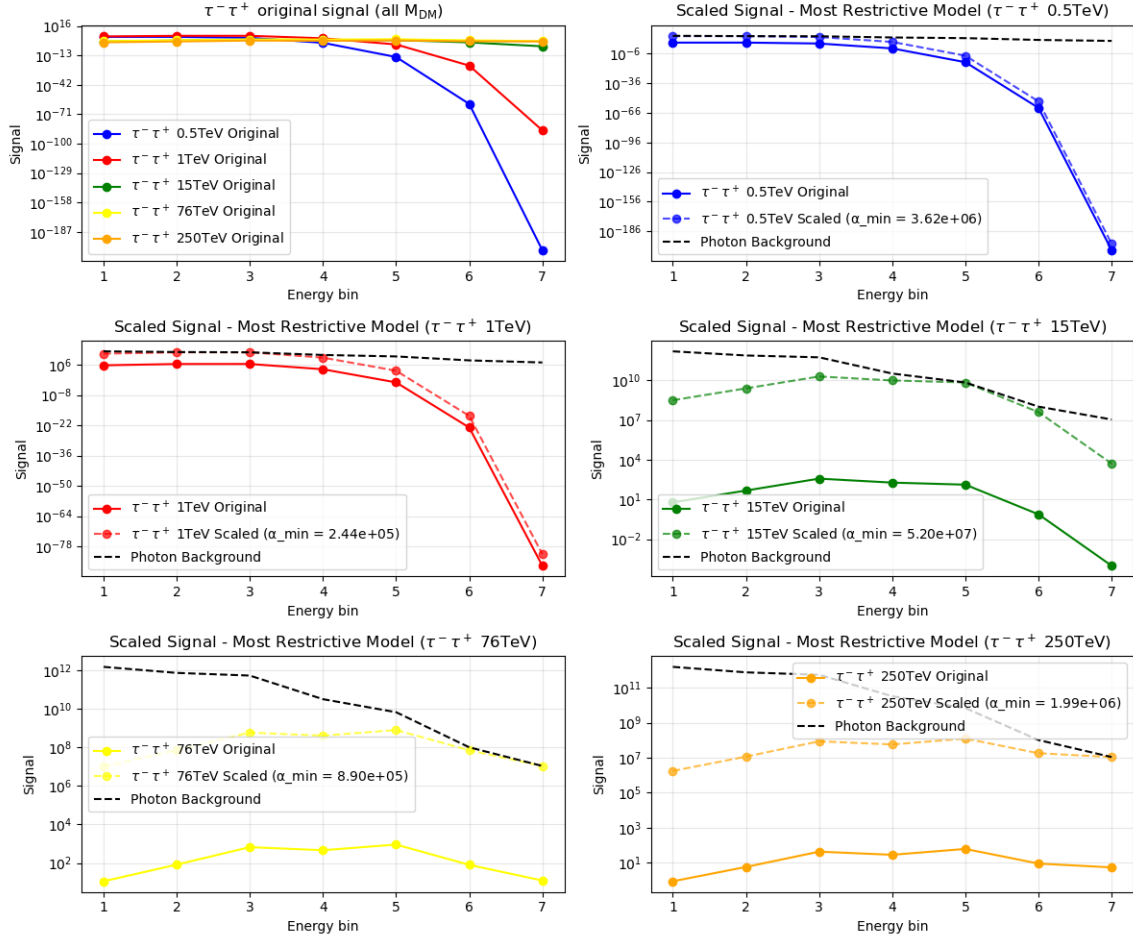 τ⁻τ⁺ original signal (all M_DM)
Signal
10^16
10^-13
10^-42
10^-71
10^-100
10^-129
10^-158
10^-187
τ⁻τ⁺ 0.5TeV Original
τ⁻τ⁺ 1TeV Original
τ⁻τ⁺ 15TeV Original
τ⁻τ⁺ 76TeV Original
τ⁻τ⁺ 250TeV Original
1 2 3 4 5 6 7
Energy bin
Scaled Signal - Most Restrictive Model (τ⁻τ⁺ 0.5TeV)
Signal
10^-6
10^-36
10^-66
10^-96
10^-126
10^-156
10^-186
τ⁻τ⁺ 0.5TeV Original
τ⁻τ⁺ 0.5TeV Scaled (α_min = 3.62e+06)
Photon Background
1 2 3 4 5 6 7
Energy bin
Scaled Signal - Most Restrictive Model (τ⁻τ⁺ 1TeV)
Signal
10^6
10^-8
10^-22
10^-36
10^-50
10^-64
10^-78
τ⁻τ⁺ 1TeV Original
τ⁻τ⁺ 1TeV Scaled (α_min = 2.44e+05)
Photon Background
1 2 3 4 5 6 7
Energy bin
Scaled Signal - Most Restrictive Model (τ⁻τ⁺ 15TeV)
Signal
10^10
10^7
10^4
10^1
10^-2
τ⁻τ⁺ 15TeV Original
τ⁻τ⁺ 15TeV Scaled (α_min = 5.20e+07)
Photon Background
1 2 3 4 5 6 7
Energy bin
Scaled Signal - Most Restrictive Model (τ⁻τ⁺ 76TeV)
Signal
10^12
10^10
10^8
10^6
10^4
10^2
τ⁻τ⁺ 76TeV Original
τ⁻τ⁺ 76TeV Scaled (α_min = 8.90e+05)
Photon Background
1 2 3 4 5 6 7
Energy bin
Scaled Signal - Most Restrictive Model (τ⁻τ⁺ 250TeV)
Signal
10^11
10^9
10^7
10^5
10^3
10^1
τ⁻τ⁺ 250TeV Original
τ⁻τ⁺ 250TeV Scaled (α_min = 1.99e+06)
Photon Background
1 2 3 4 5 6 7
Energy bin